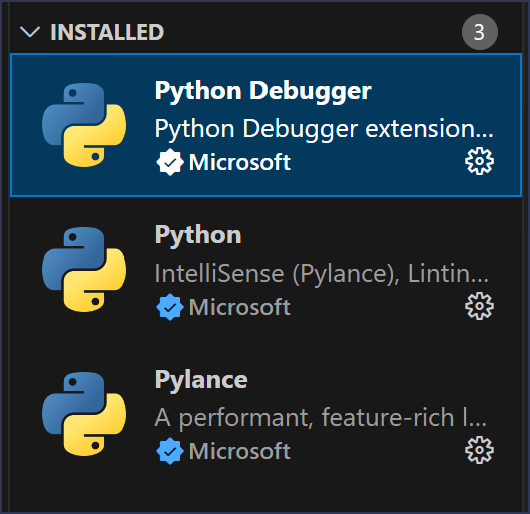 INSTALLED 3
Python Debugger
Python Debugger extension...
Microsoft
Python
IntelliSense (Pylance), Lintin...
Microsoft
Pylance
A performant, feature-rich l...
Microsoft